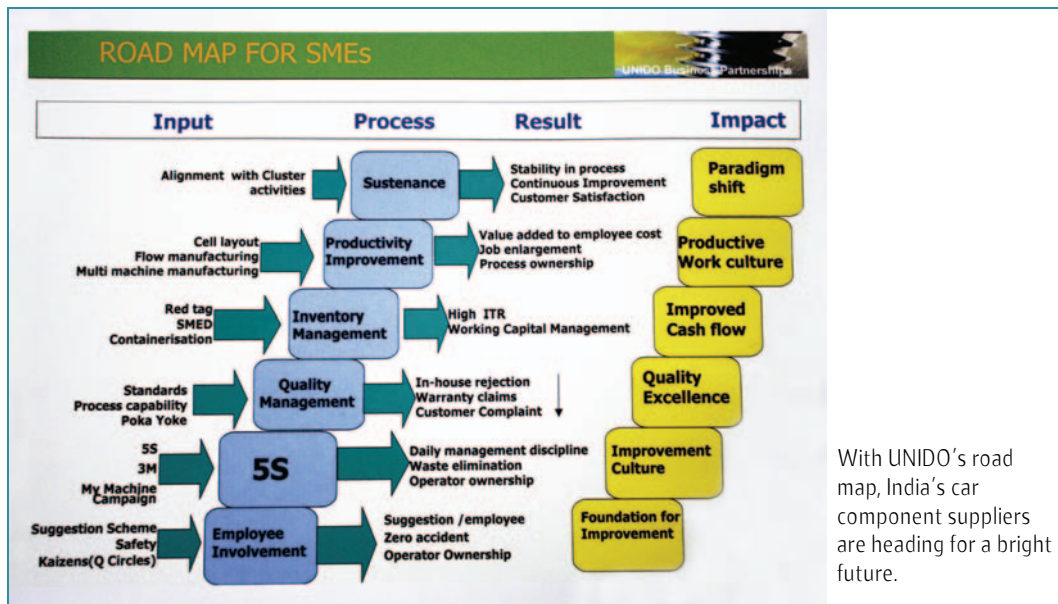 ROAD MAP FOR SMEs
UNIDO Business Partnerships
Input Process Result Impact
Alignment with Cluster
activities
Sustenance
Stability in process
Continuous Improvement
Customer Satisfaction
Paradigm
shift
Cell layout
Flow manufacturing
Multi machine manufacturing
Productivity
Improvement
Value added to employee cost
Job enlargement
Process ownership
Productive
Work culture
Red tag
SMED
Containerisation
Inventory
Management
High ITR
Working Capital Management
Improved
Cash flow
Standards
Process capability
Poka Yoke
Quality
Management
In-house rejection
Warranty claims
Customer Complaint
Quality
Excellence
5S
3M
My Machine
Campaign
5S
Daily management discipline
Waste elimination
Operator ownership
Improvement
Culture
Suggestion Scheme
Safety
Kaizens(Q Circles)
Employee
Involvement
Suggestion /employee
Zero accident
Operator Ownership
Foundation for
Improvement
With UNIDO's road
map, India's car
component suppliers
are heading for a bright
future.